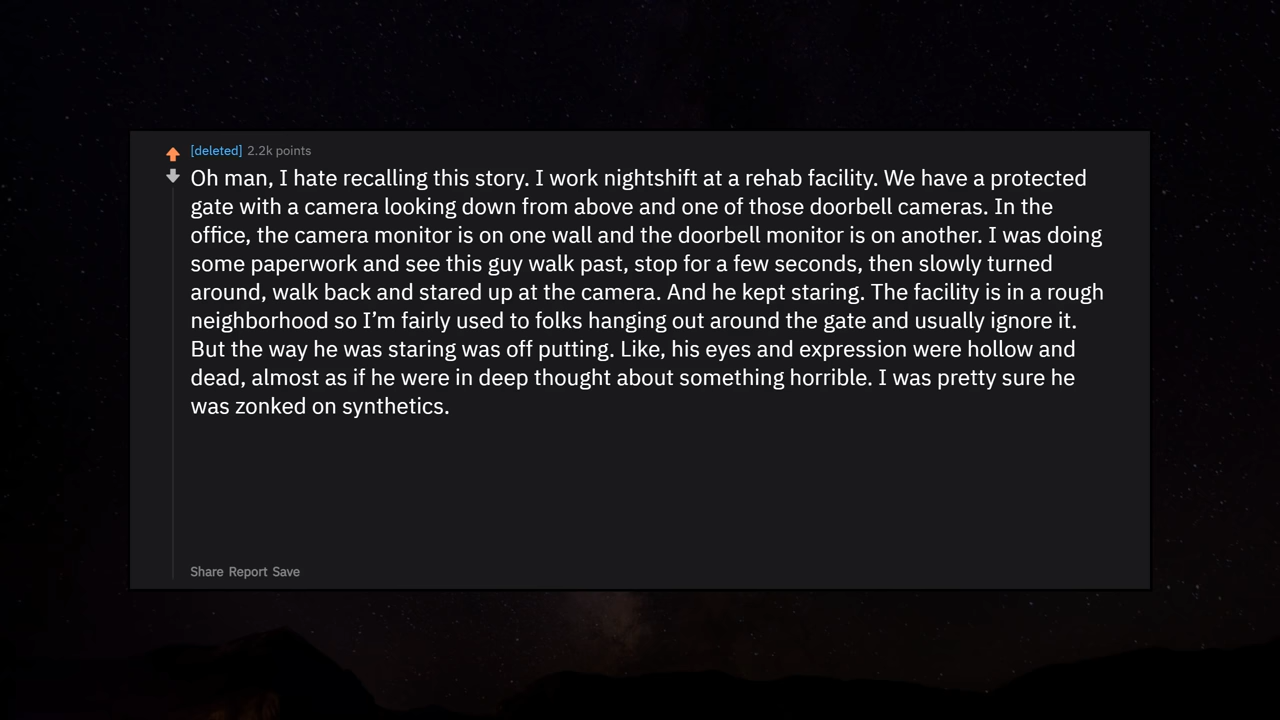 [deleted] 2.2k points
Oh man, I hate recalling this story. I work nightshift at a rehab facility. We have a protected
gate with a camera looking down from above and one of those doorbell cameras. In the
office, the camera monitor is on one wall and the doorbell monitor is on another. I was doing
some paperwork and see this guy walk past, stop for a few seconds, then slowly turned
around, walk back and stared up at the camera. And he kept staring. The facility is in a rough
neighborhood so I’m fairly used to folks hanging out around the gate and usually ignore it.
But the way he was staring was off putting. Like, his eyes and expression were hollow and
dead, almost as if he were in deep thought about something horrible. I was pretty sure he
was zonked on synthetics.
Share Report Save